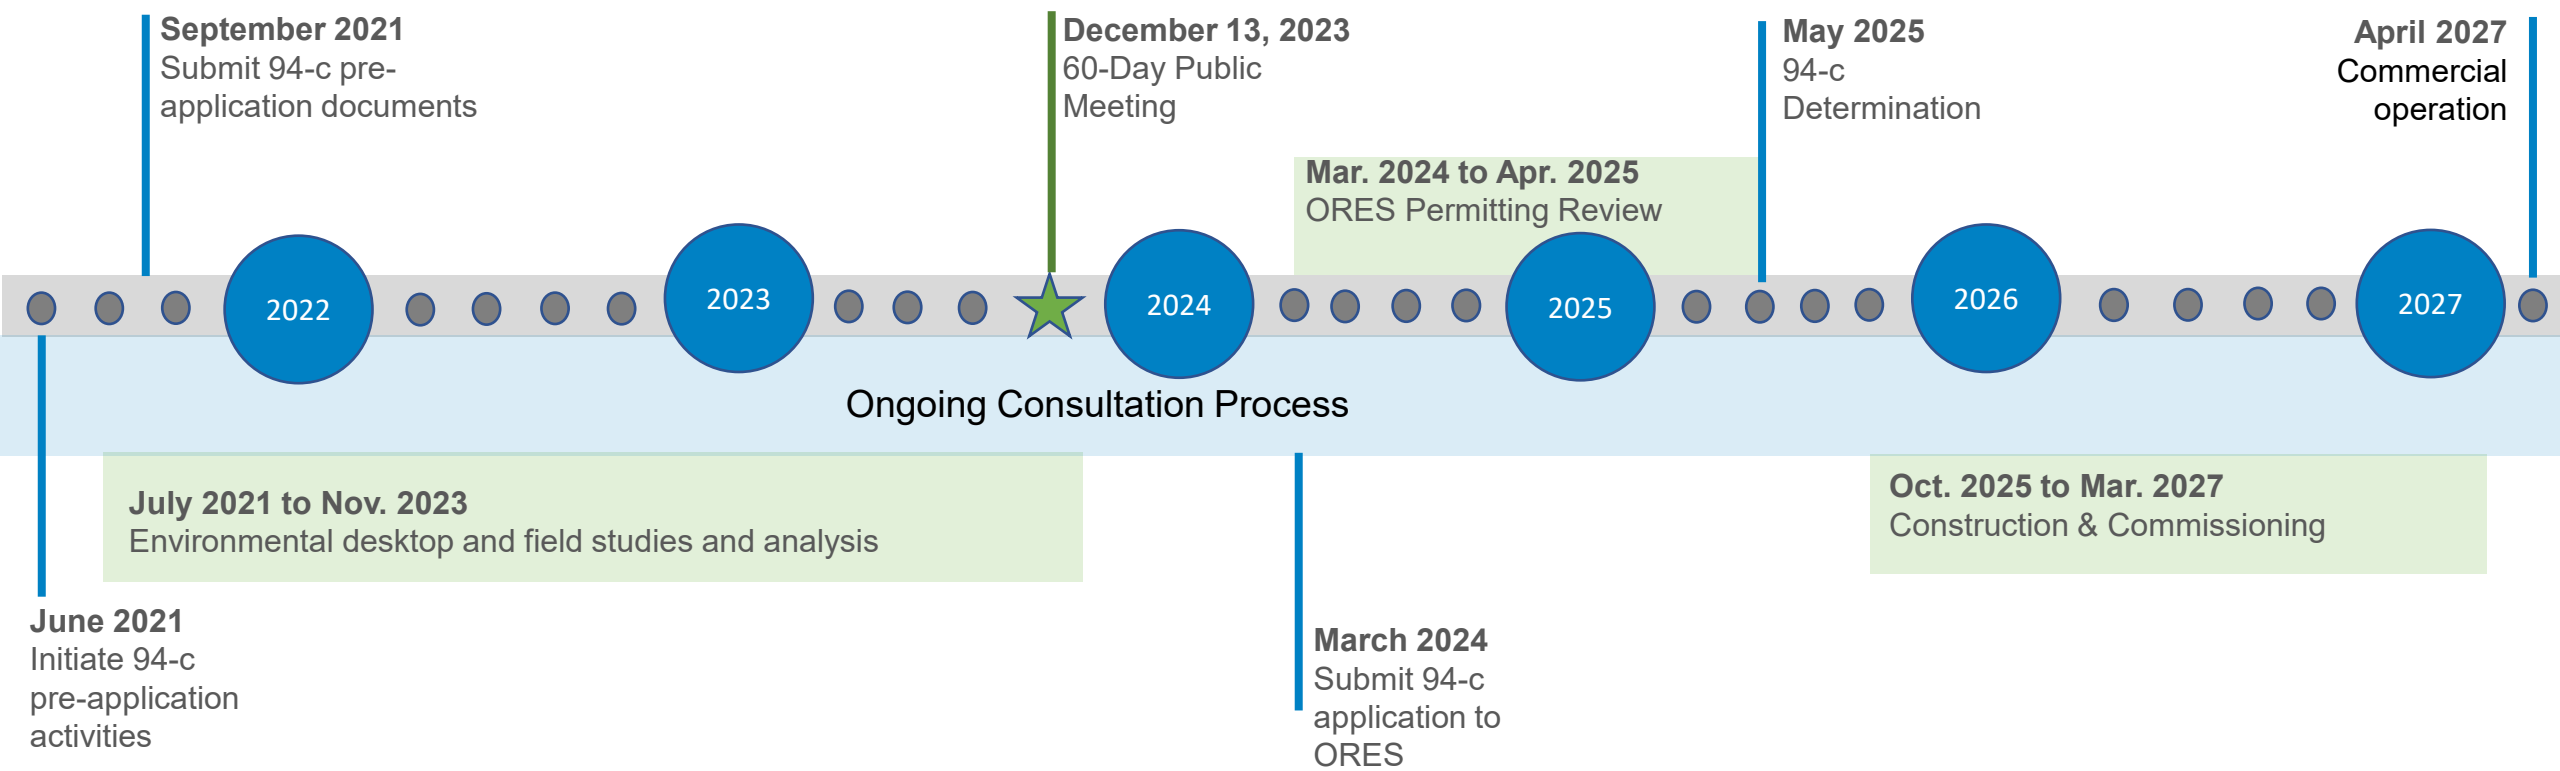 September 2021
Submit 94-c pre-
application documents
December 13, 2023
60-Day Public
Meeting
May 2025
94-c
Determination
April 2027
Commercial
operation
Mar. 2024 to Apr. 2025
ORES Permitting Review
2022
2023
2024
2025
2026
2027
Ongoing Consultation Process
July 2021 to Nov. 2023
Environmental desktop and field studies and analysis
Oct. 2025 to Mar. 2027
Construction & Commissioning
June 2021
Initiate 94-c
pre-application
activities
March 2024
Submit 94-c
application to
ORES